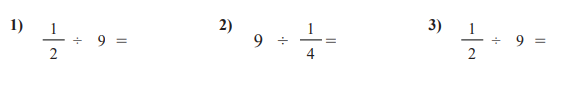 1) 1/2 ÷ 9 =
2) 9 ÷ 1/4 =
3) 1/2 ÷ 9 =